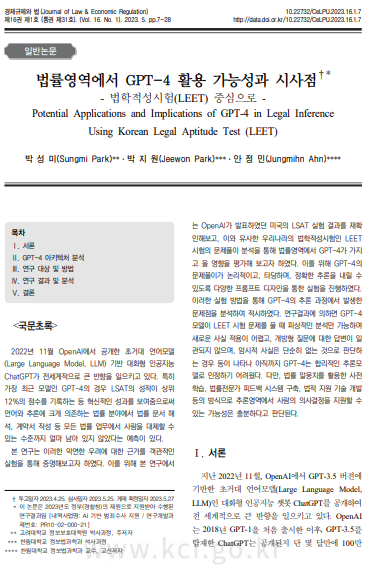 경제규제와 법(Journal of Law & Economic Regulation)
제16권 제1호 (통권 제31호). (Vol. 16. No. 1). 2023. 5. pp.7~28
10.22732/CeLPU.2023.16.1.7
http://data.doi.or.kr/10.22732/CeLPU.2023.16.1.7
일반논문
법률영역에서 GPT-4 활용 가능성과 시사점†*
- 법학적성시험(LEET) 중심으로 -
Potential Applications and Implications of GPT-4 in Legal Inference
Using Korean Legal Aptitude Test (LEET)
박 성 미(Sungmi Park)**·박 지 원(Jeewon Park)***·안 정 민(Jungmihn Ahn)****
목차
Ⅰ. 서론
Ⅱ. GPT-4 아키텍처 분석
Ⅲ. 연구 대상 및 방법
Ⅳ. 연구 결과 및 분석
Ⅴ. 결론
<국문초록>
2022년 11월 OpenAI에서 공개한 초거대 언어모델
(Large Language Model, LLM) 기반 대화형 인공지능
ChatGPT가 전세계적으로 큰 반향을 일으키고 있다. 특히
가장 최근 모델인 GPT-4의 경우 LSAT의 성적이 상위
12%의 점수를 기록하는 등 혁신적인 성과를 보여줌으로써
언어와 추론에 크게 의존하는 법률 분야에서 법률 문서 해
석, 계약서 작성 등 모든 법률 업무에서 사람을 대체할 수
있는 수준까지 얼마 남아 있지 않았다는 예측이 있다.
본 연구는 이러한 막연한 우려에 대한 근거를 객관적인
실험을 통해 증명해보고자 하였다. 이를 위해 본 연구에서
† 투고일자 2023.4.25. 심사일자 2023.5.25. 게재 확정일자 2023.5.27
* 이 논문은 2023년도 정부(경찰청)의 재원으로 지원받아 수행된
연구결과임 [내역사업명: AI 기반 범죄수사 지원 / 연구개발과
제번호: PR10-02-000-21]
** 고려대학교 정보보호대학원 박사과정, 주저자
*** 한림대학교 정보법과학과 석사과정
**** 한림대학교 정보법과학과 교수, 교신저자
는 OpenAI가 발표하였던 미국의 LSAT 실험 결과를 재확
인해보고, 이와 유사한 우리나라의 법학적성시험인 LEET
시험의 문제풀이 분석을 통해 법률영역에서 GPT-4가 가지
고 올 영향을 평가해 보고자 하였다. 이를 위해 GPT-4의
문제풀이가 논리적이고, 타당하며, 정확한 추론을 내릴 수
있도록 다양한 프롬프트 디자인을 통한 실험을 진행하였다.
이러한 실험 방법을 통해 GPT-4의 추론 과정에서 발생한
문제점을 분석하여 적시하였다. 연구결과에 의하면 GPT-4
모델이 LEET 시험 문제를 풀 때 피상적인 분석만 가능하며
새로운 사실 적용이 어렵고, 개방형 질문에 대한 답변이 일
관되지 않으며, 암시적 사실은 단순히 없는 것으로 판단하
는 경우 등이 나타나 아직까지 GPT-4는 합리적인 추론모
델로 인정하기 어려웠다. 다만, 법률 말뭉치를 활용한 사전
학습, 법률전문가 피드백 시스템 구축, 법적 지원 기술 개발
등의 방식으로 추론영역에서 사람의 의사결정을 지원할 수
있는 가능성은 충분하다고 판단된다.
Ⅰ. 서론
지난 2022년 11월, OpenAI에서 GPT-3.5 버전에
기반한 초거대 언어모델(Large Language Model,
LLM)인 대화형 인공지능 챗봇 ChatGPT를 공개하여
전 세계적으로 큰 반향을 일으키고 있다. OpenAI
는 2018년 GPT-1을 처음 출시한 이후, GPT-3.5를
탑재한 ChatGPT는 공개된지 단 몇 달만에 100만
www.kci.go.kr